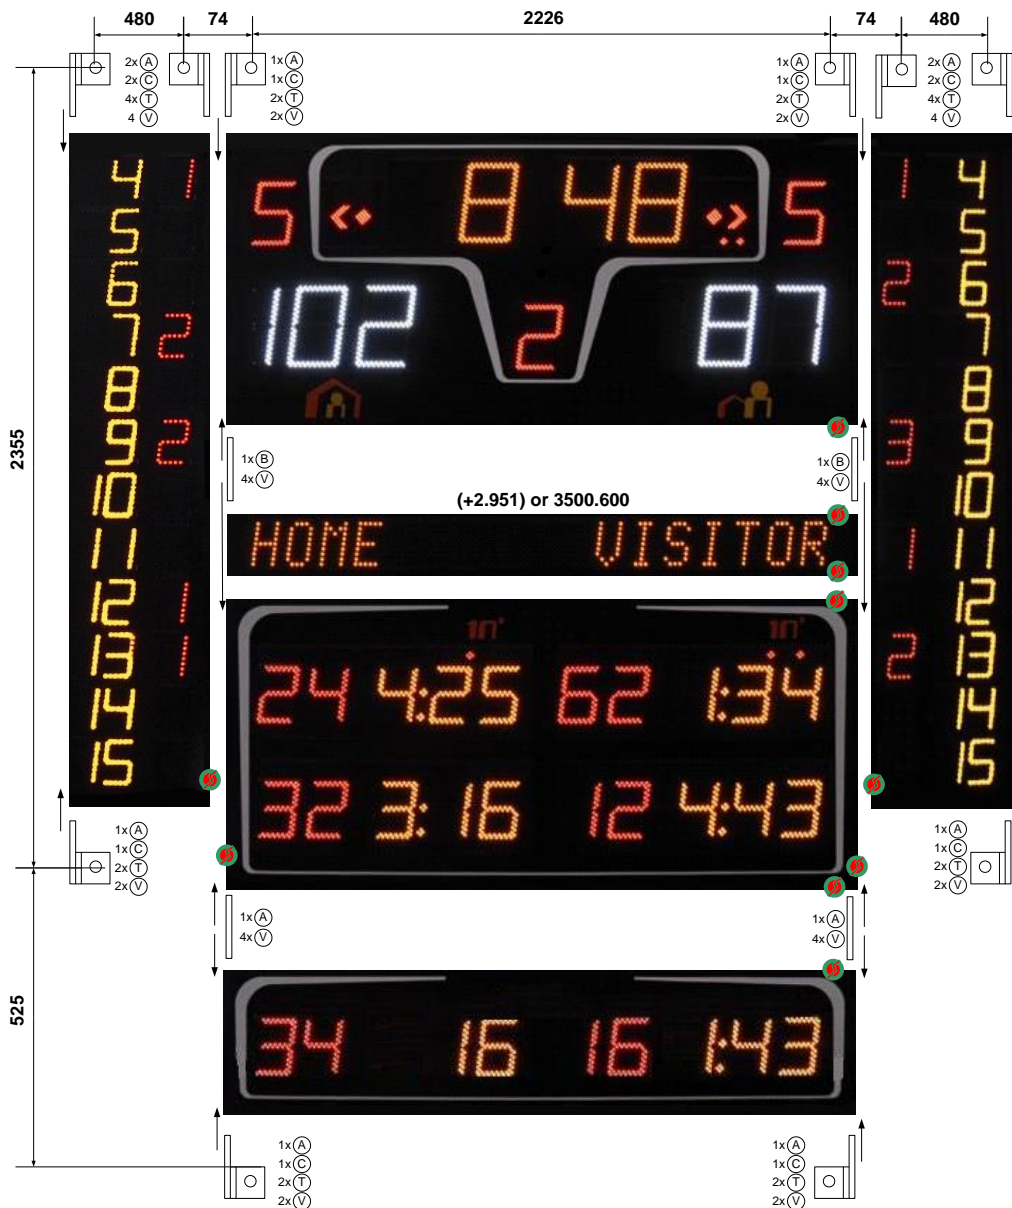 480 74 2226 74 480
2x A 1x A 1x A 2x A
2x C 1x C 1x C 2x C
4x T 2x T 2x T 4x T
4 V 2x V 2x V 4 V
4 1 5 8 48 5 1 4
5 5
6 2 6
7 2 102 2 87 7
8 8
9 2 3 9
2355
1x B 1x B
4x V 4x V
10 10
(+2.951) or 3500.600
11 HOME VISITOR 1 11
12 1 12
13 1 10' 10' 2 13
14 24 4:25 62 1:34 14
15 15
32 3:16 12 4:43
1x A 1x A
1x C 1x C
2x T 2x T
2x V 2x V
1x A 1x A
4x V 4x V
525
34 16 16 1:43
1x A 1x A
1x C 1x C
2x T 2x T
2x V 2x V